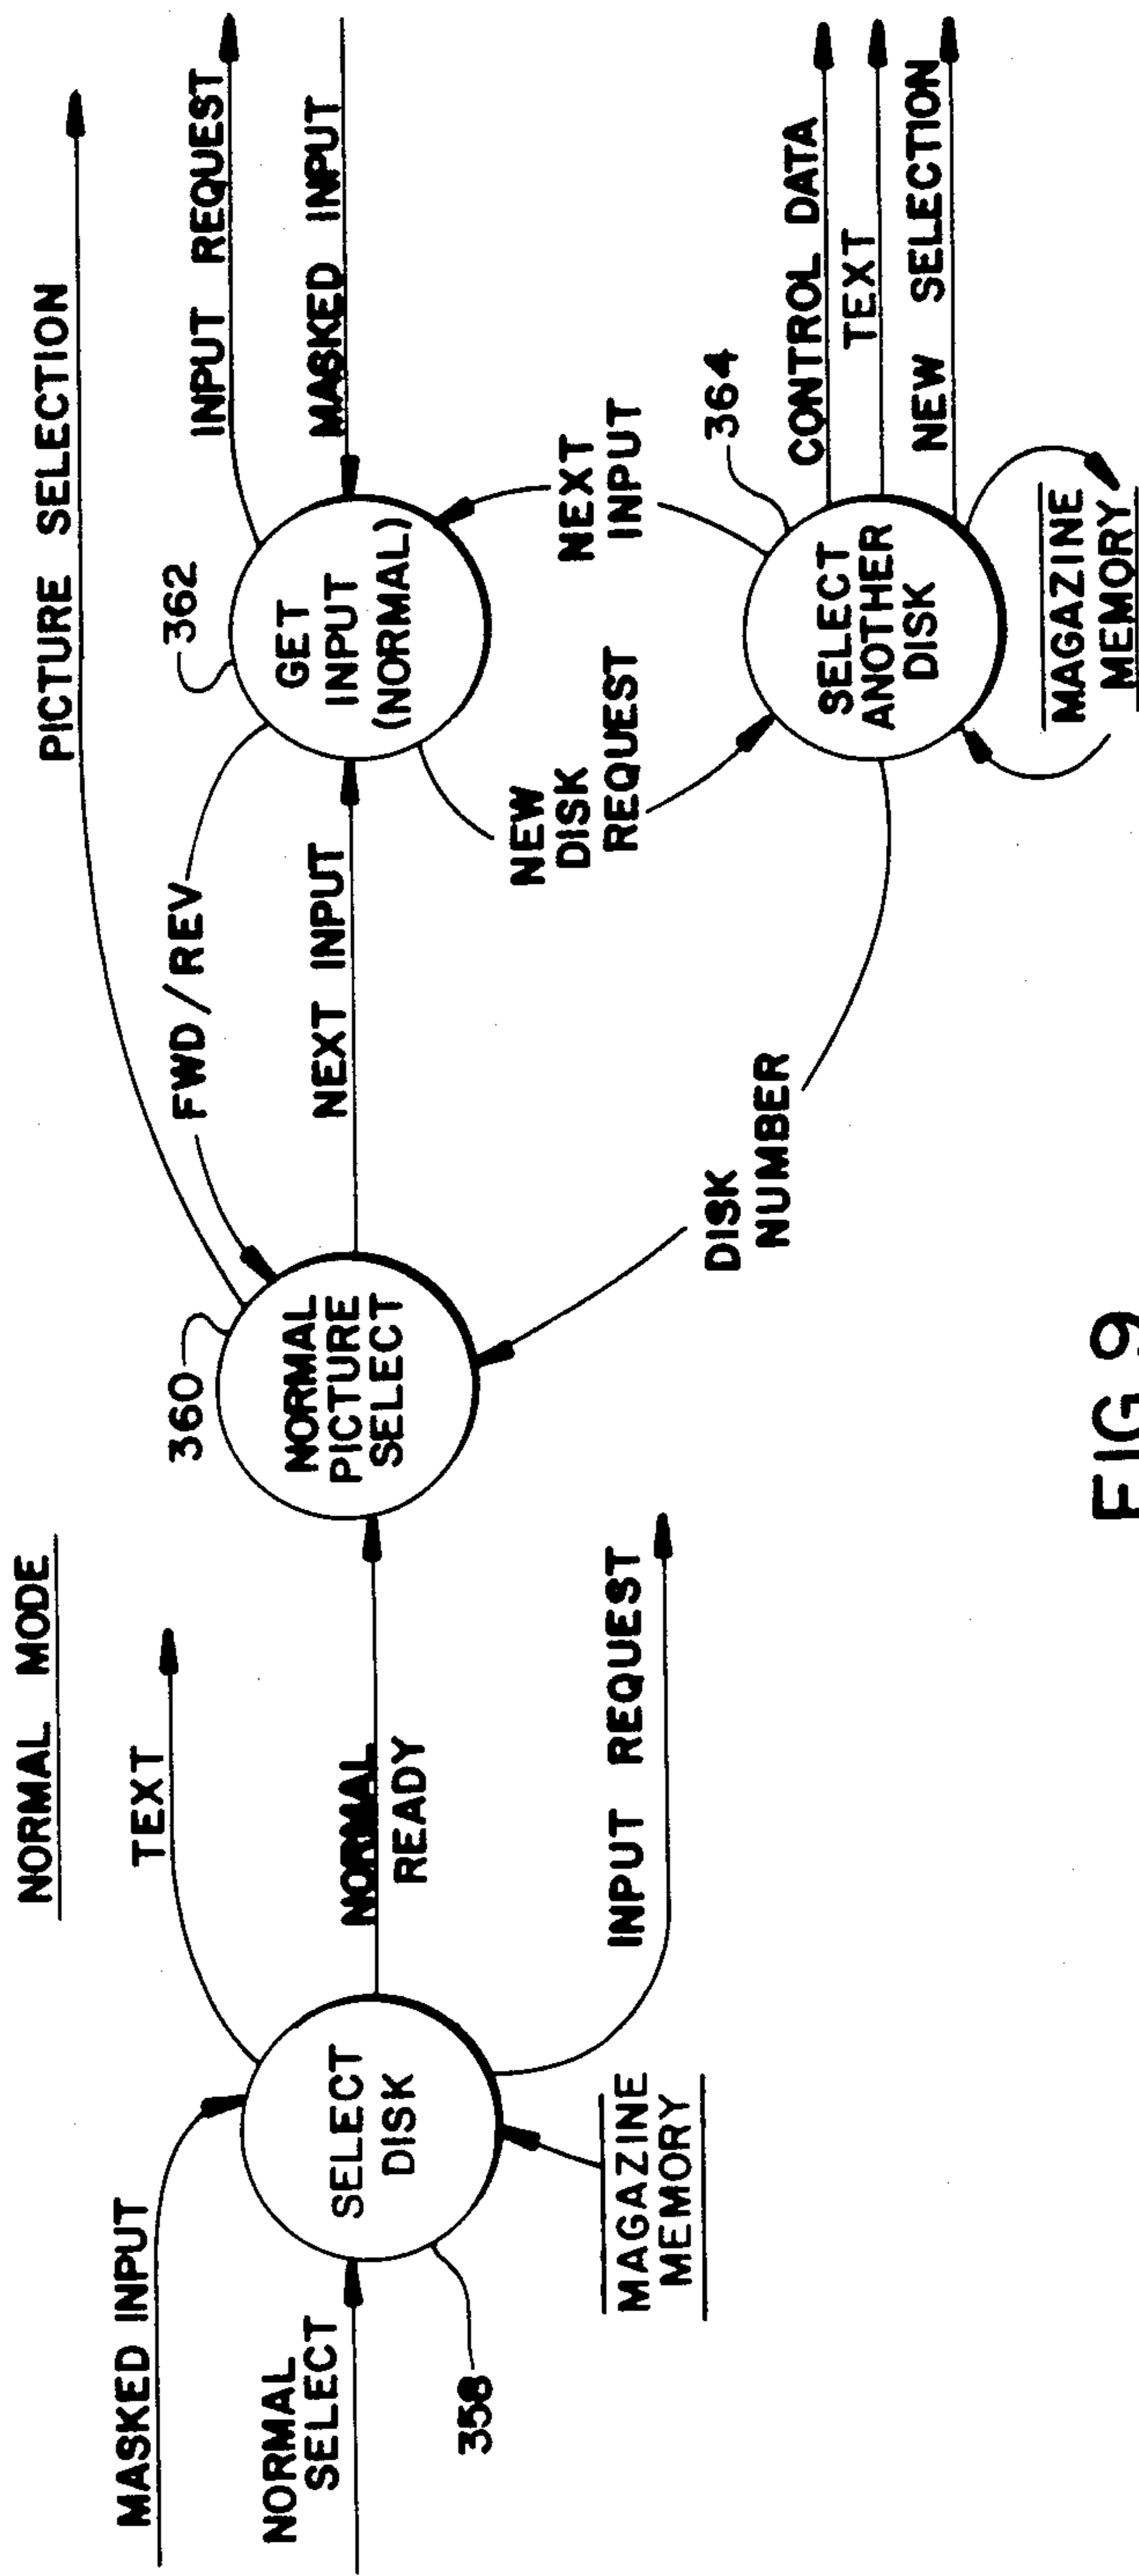 NORMAL MODE
MASKED INPUT
TEXT
NORMAL
SELECT
SELECT
DISK
358
MAGAZINE
MEMORY
NORMAL
READY
INPUT REQUEST
360
NORMAL
PICTURE
SELECT
PICTURE SELECTION
FWD/REV
NEXT INPUT
362
GET
INPUT
(NORMAL)
INPUT REQUEST
MASKED INPUT
NEW
DISK
REQUEST
NEXT
INPUT
DISK
NUMBER
364
SELECT
ANOTHER
DISK
CONTROL DATA
TEXT
NEW SELECTION
MAGAZINE
MEMORY
FIG. 9